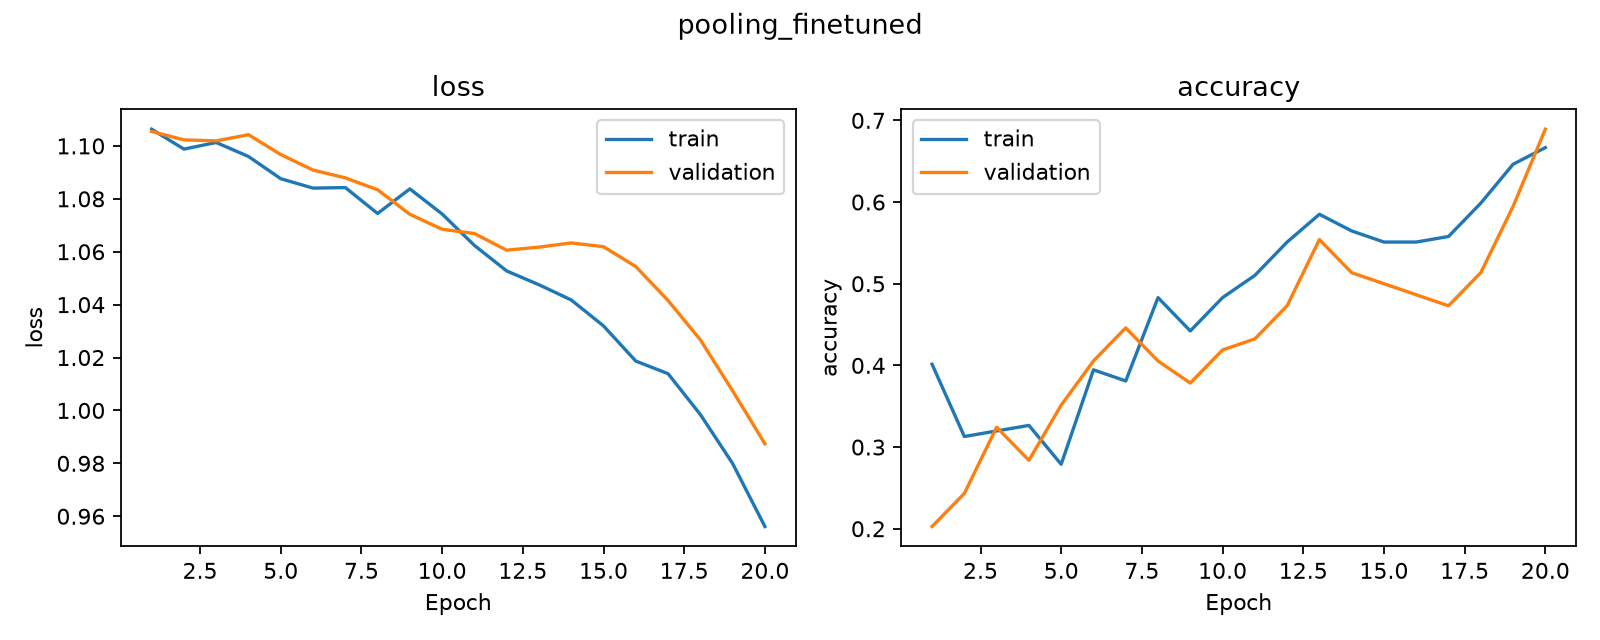 pooling_finetuned
loss
train
validation
1.10
1.08
1.06
1.04
1.02
1.00
0.98
0.96
loss
2.5 5.0 7.5 10.0 12.5 15.0 17.5 20.0
Epoch
accuracy
train
validation
0.7
0.6
0.5
0.4
0.3
0.2
accuracy
2.5 5.0 7.5 10.0 12.5 15.0 17.5 20.0
Epoch